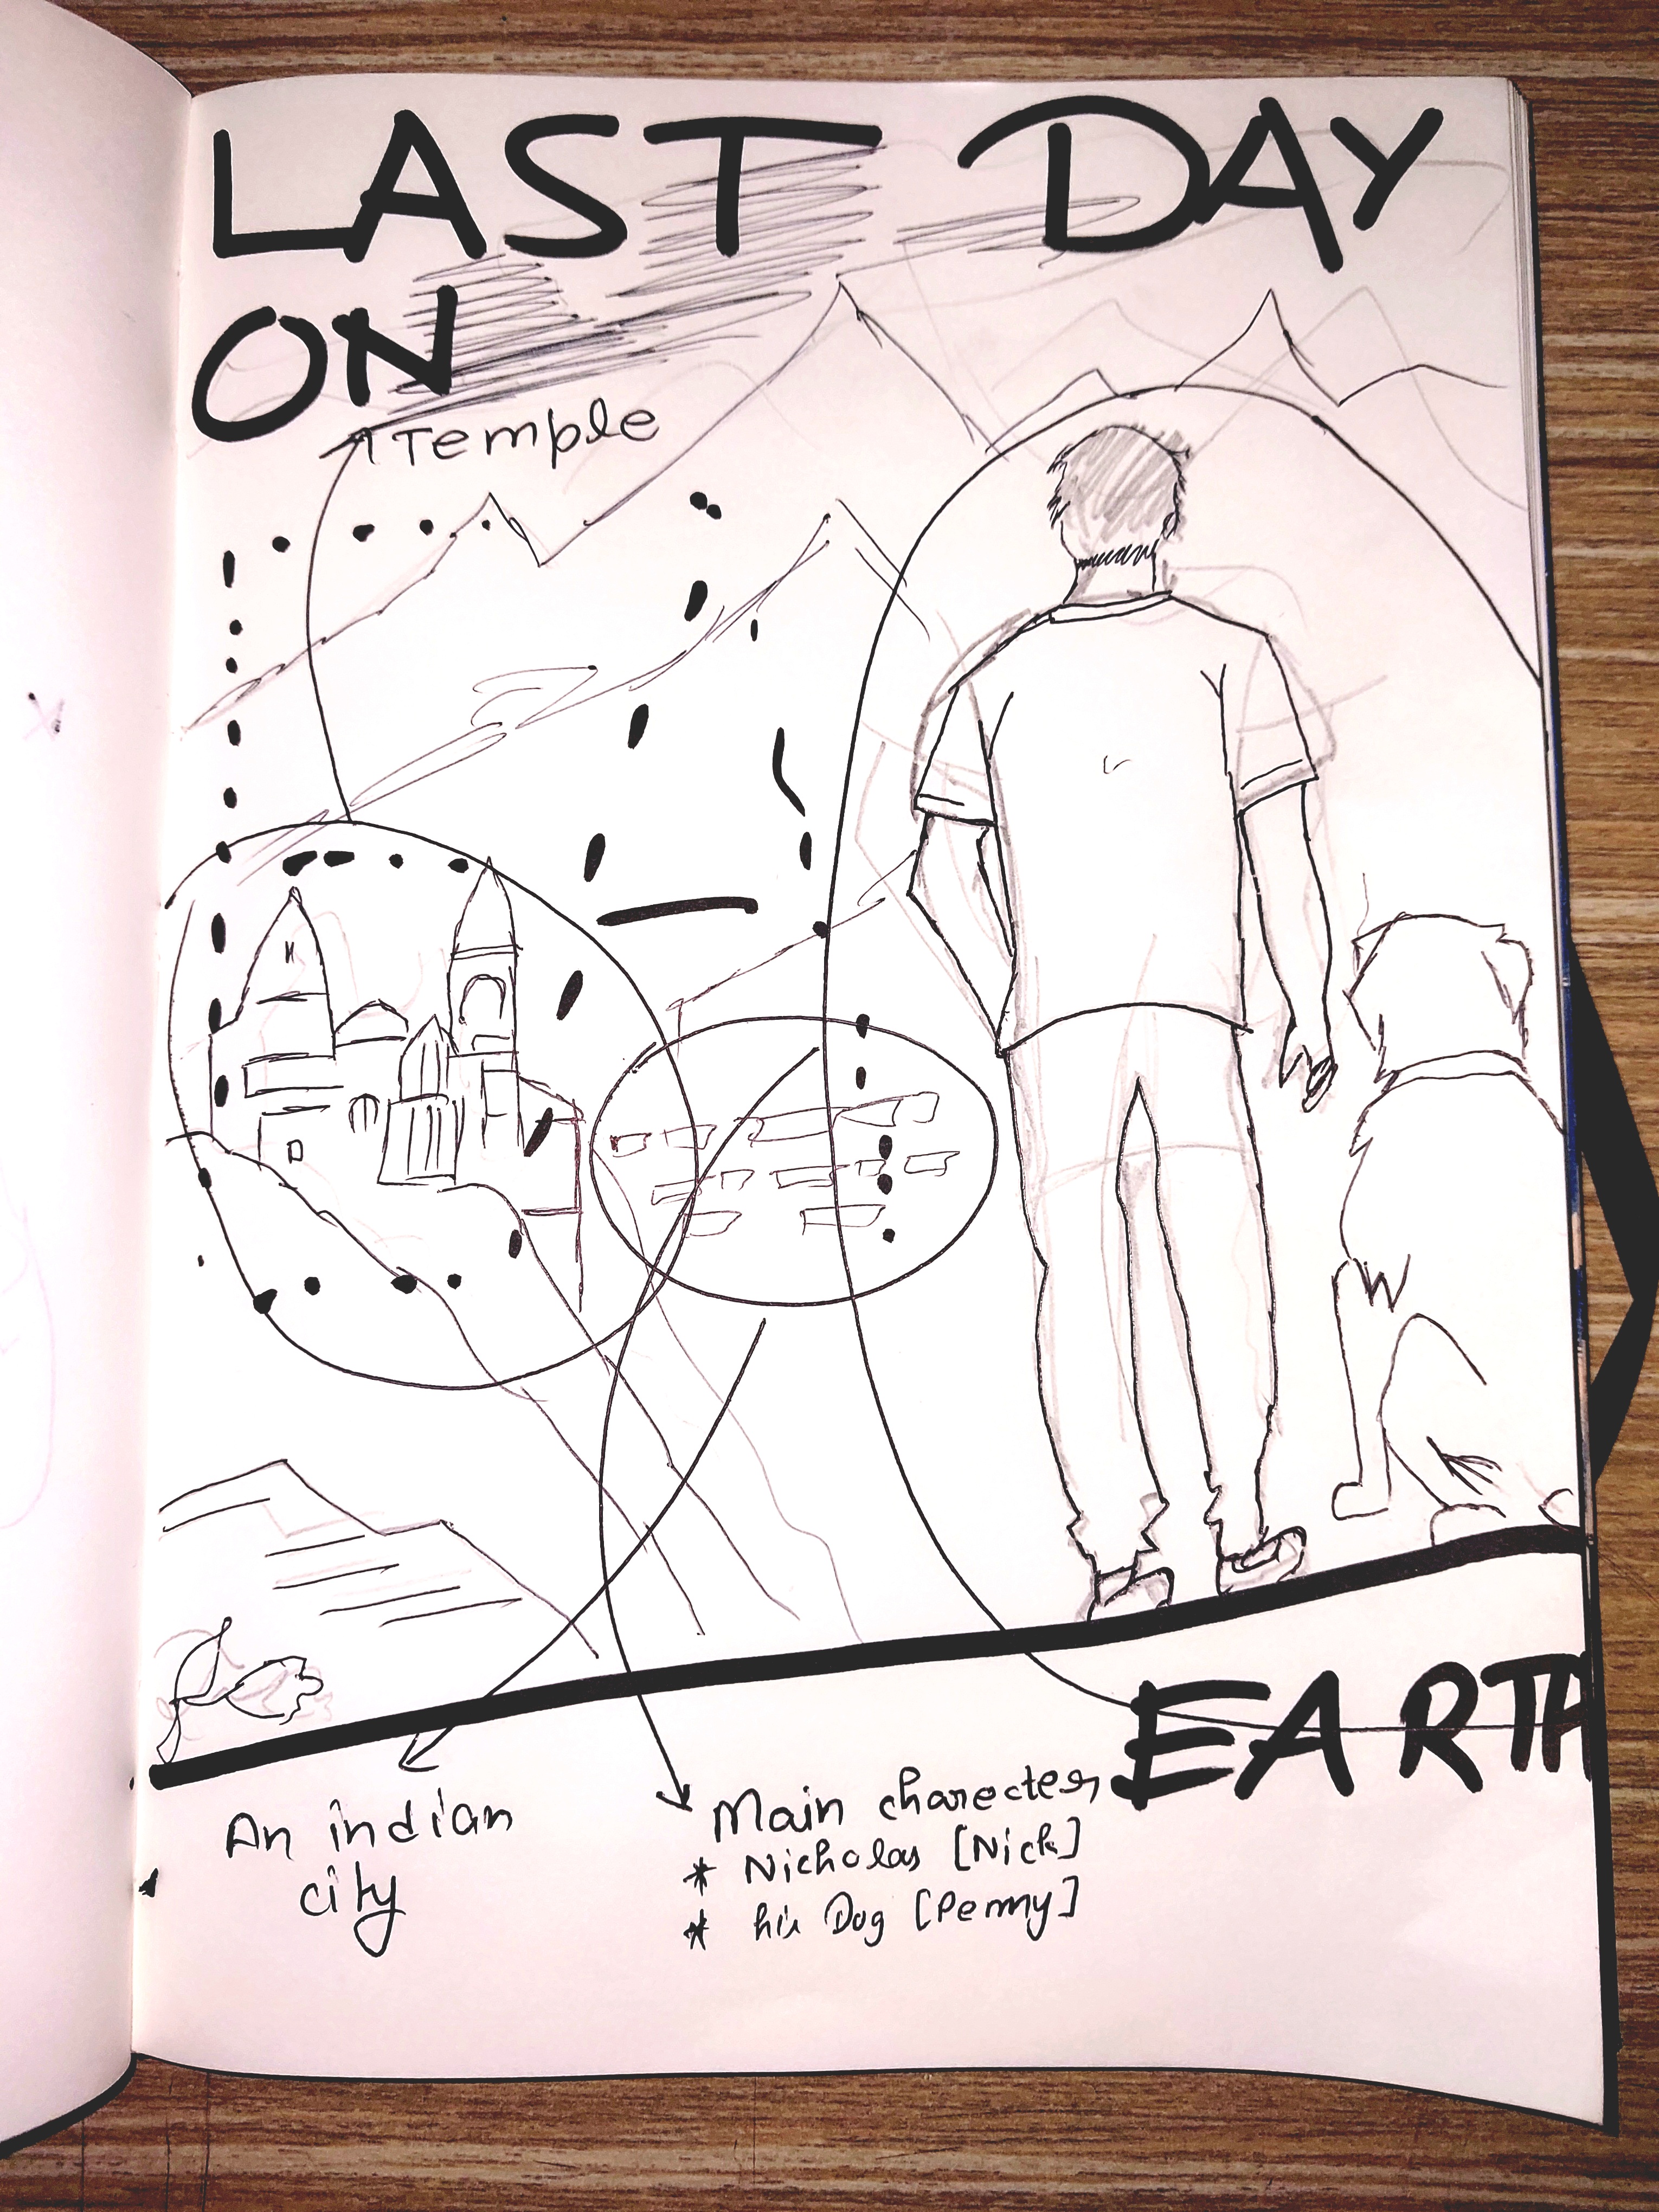 LAST DAY
ON
Temple
EARTH
An indian
city
Main charecter
* Nicholas [Nick]
* his Dog [Penny]